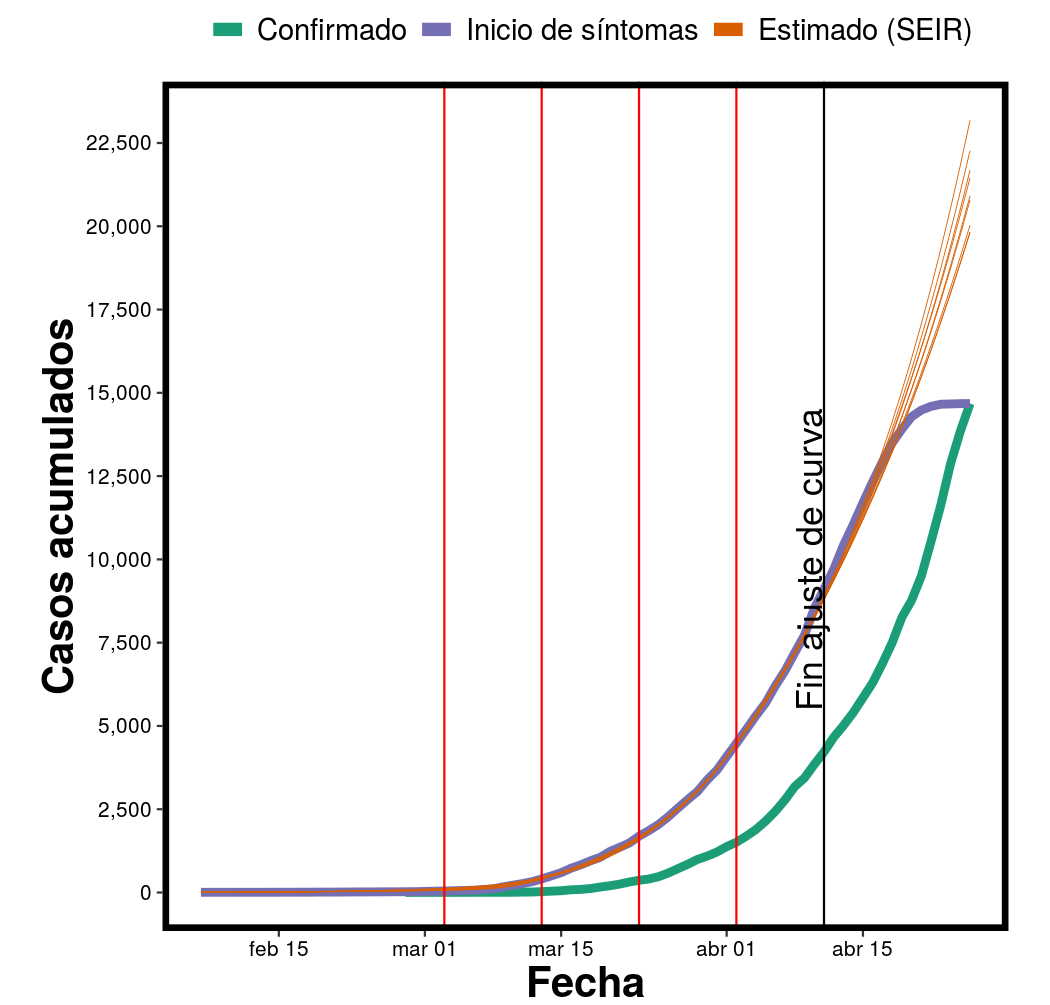 Confirmado Inicio de síntomas Estimado (SEIR)
Casos acumulados
22,500
20,000
17,500
15,000
12,500
10,000
7,500
5,000
2,500
0
Fin ajuste de curva
feb 15 mar 01 mar 15 abr 01 abr 15
Fecha